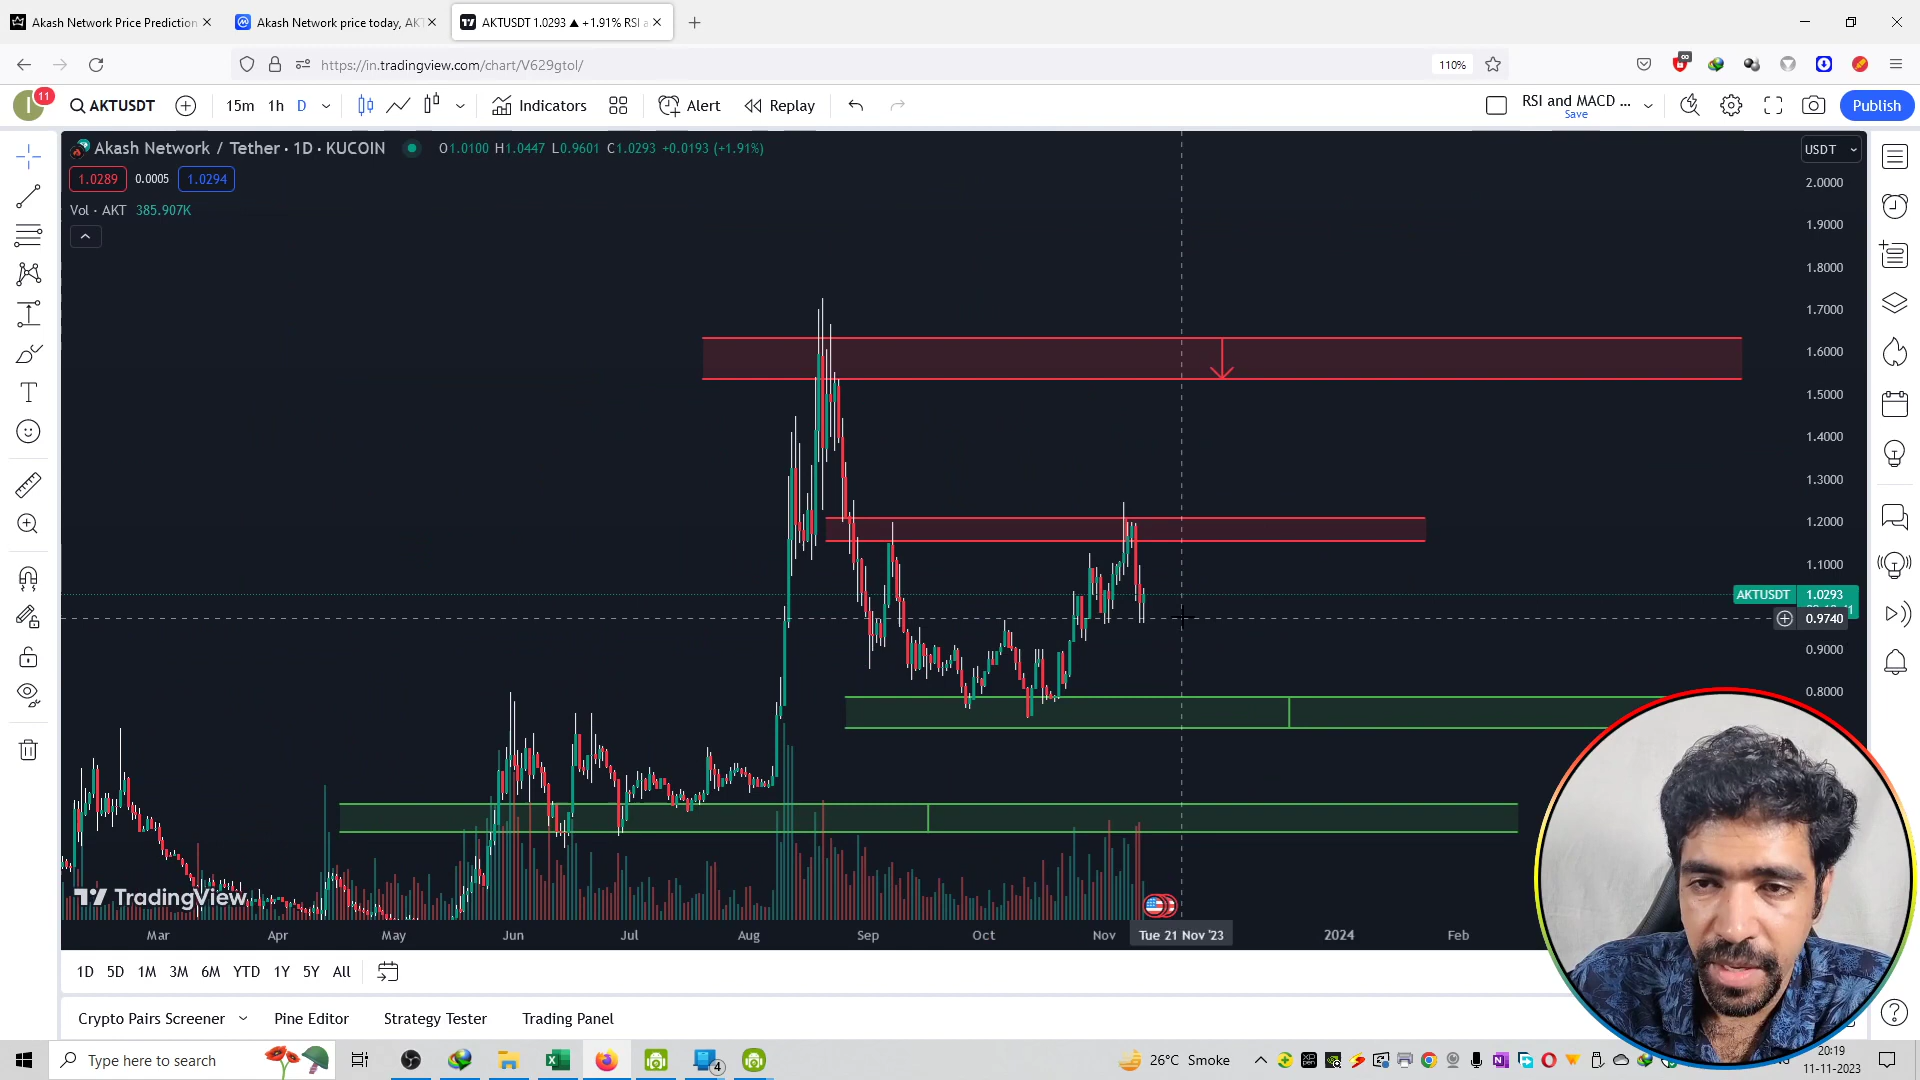 Akash Network Price Prediction
Akash Network price today, AKT
AKTUSDT 1.0293 ▲ +1.91% RSI a
https://in.tradingview.com/chart/V629gtol/
110%
I
11
AKTUSDT
15m 1h D
Indicators
Alert
Replay
RSI and MACD ...
Save
Publish
Akash Network / Tether · 1D · KUCOIN
O1.0100 H1.0447 L0.9601 C1.0293 +0.0193 (+1.91%)
USDT
1.0289 0.0005 1.0294
Vol · AKT 385.907K
2.0000
1.9000
1.8000
1.7000
1.6000
1.5000
1.4000
1.3000
1.2000
1.1000
AKTUSDT 1.0293
0.9740
0.9000
0.8000
TradingView
Mar Apr May Jun Jul Aug Sep Oct Nov Tue 21 Nov '23 2024 Feb
1D 5D 1M 3M 6M YTD 1Y 5Y All
Crypto Pairs Screener Pine Editor Strategy Tester Trading Panel
Type here to search
4
26°C Smoke
20:19
11-11-2023